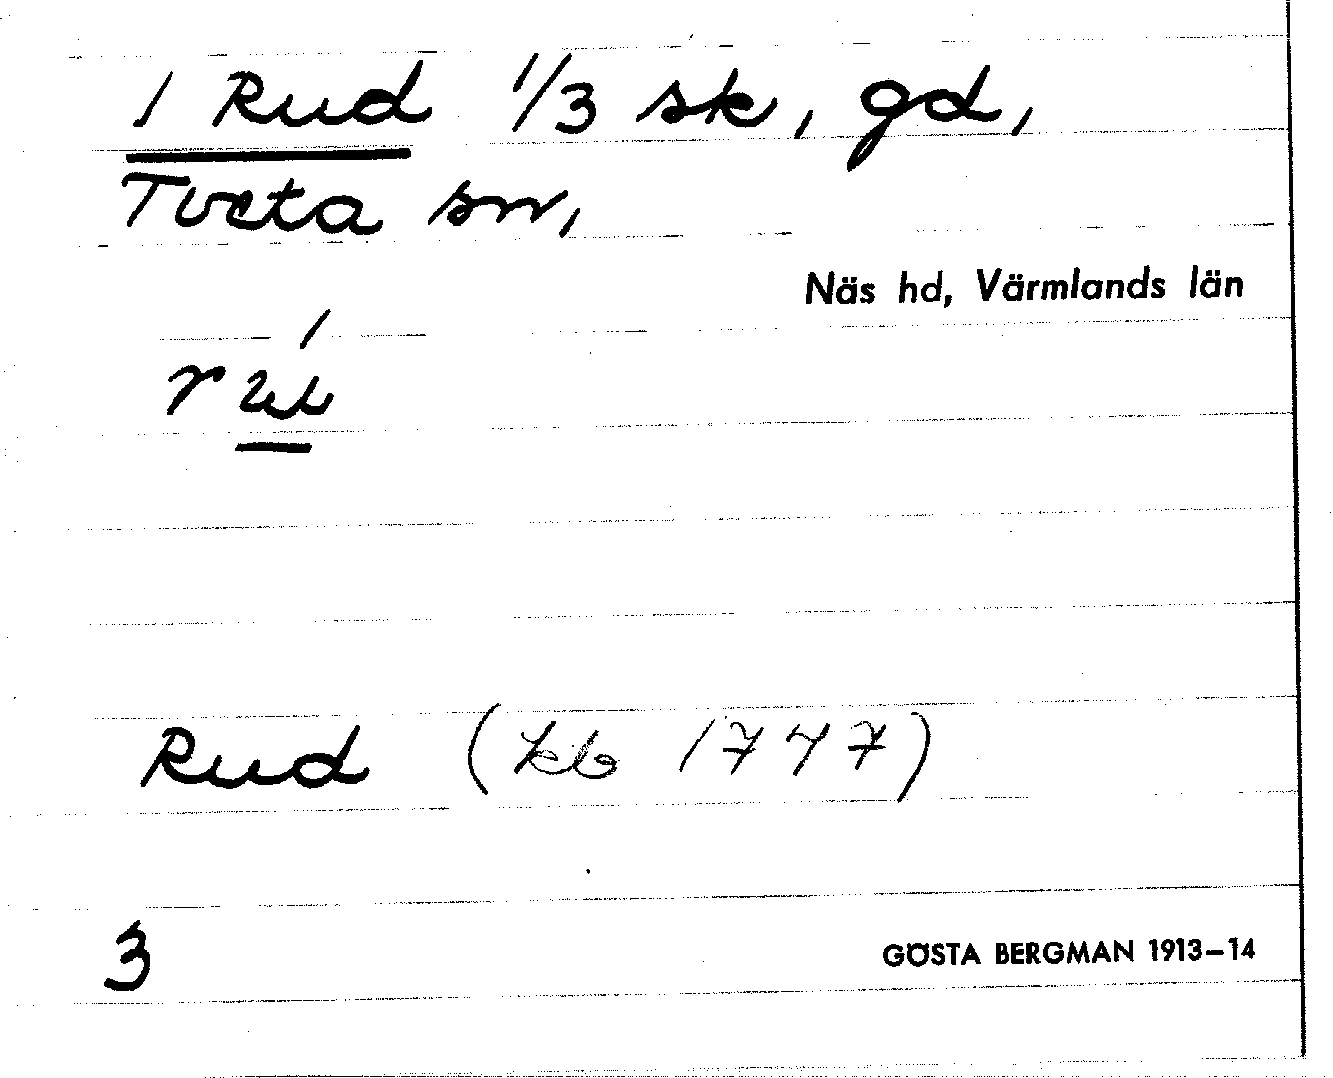 1 Rud 1/3 sk, gd,
Tveta sn,
Näs hd, Värmlands län
Rud (kb 1747)
3
GÖSTA BERGMAN 1913–14